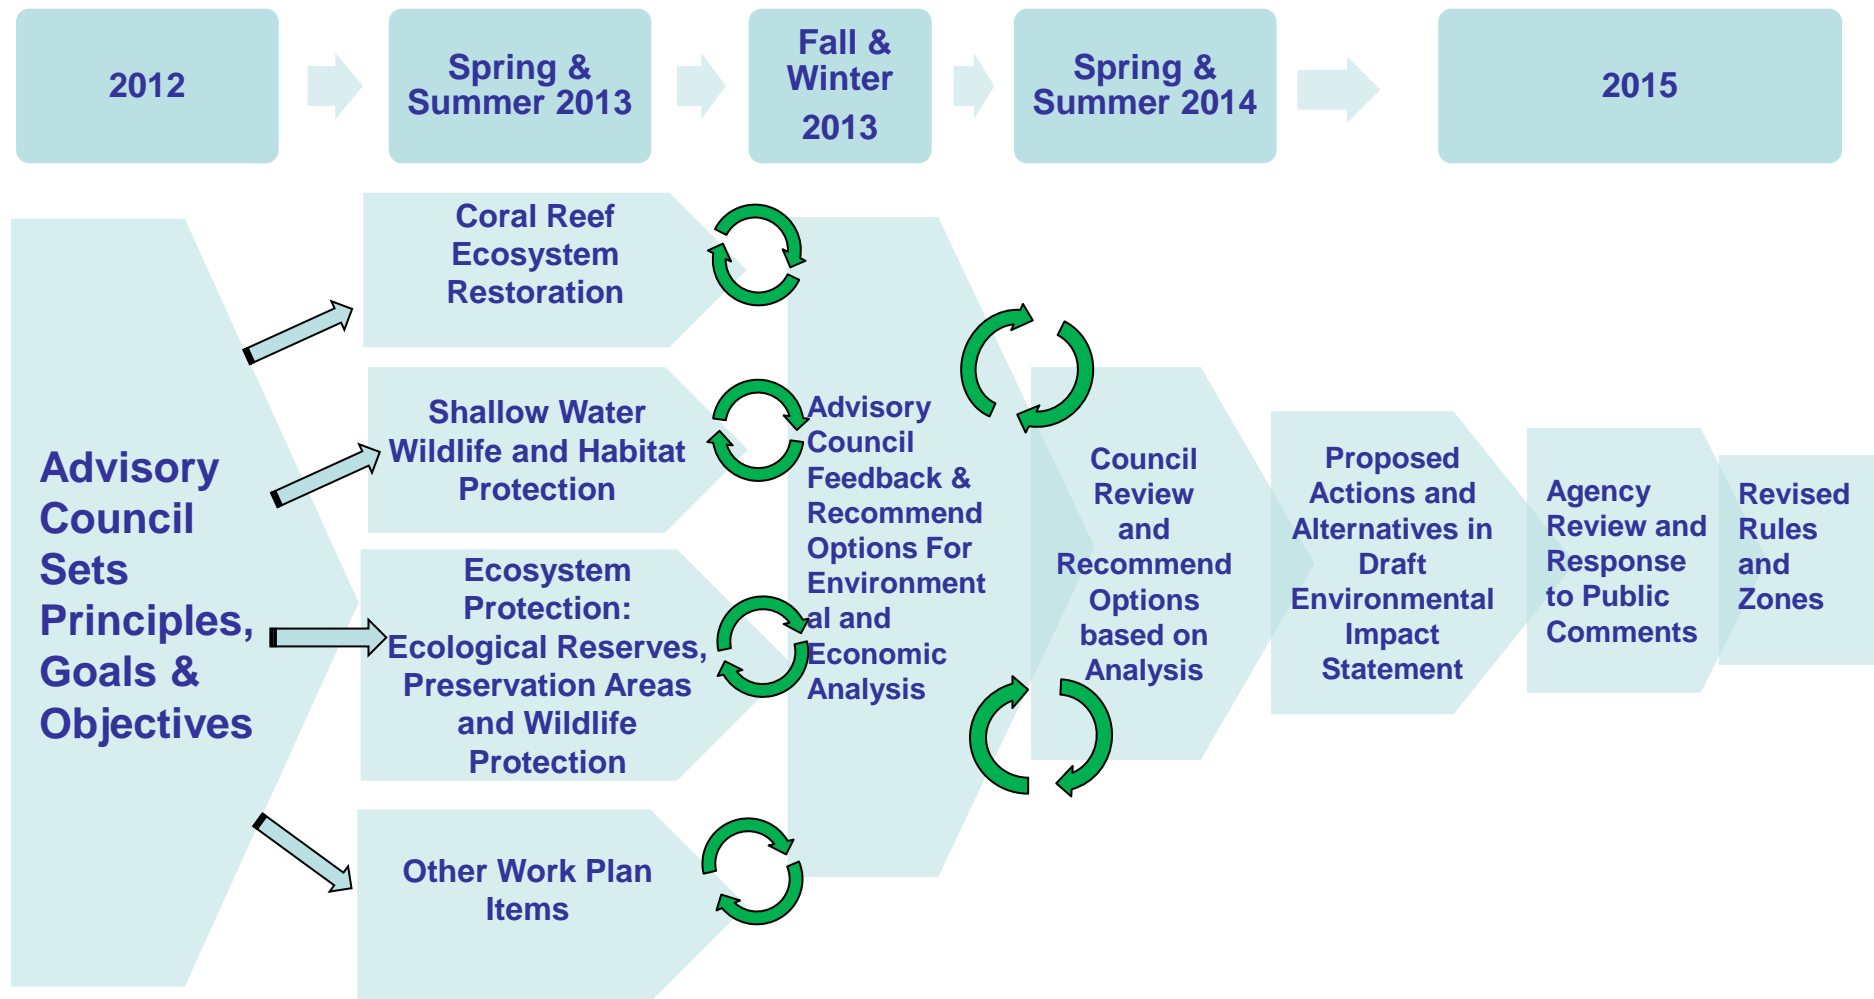 2012
Spring &
Summer 2013
Fall &
Winter
2013
Spring &
Summer 2014
2015
Advisory
Council
Sets
Principles,
Goals &
Objectives
Coral Reef
Ecosystem
Restoration
Shallow Water
Wildlife and Habitat
Protection
Ecosystem
Protection:
Ecological Reserves,
Preservation Areas
and Wildlife
Protection
Other Work Plan
Items
Advisory
Council
Feedback &
Recommend
Options For
Environment
al and
Economic
Analysis
Council
Review
and
Recommend
Options
based on
Analysis
Proposed
Actions and
Alternatives in
Draft
Environmental
Impact
Statement
Agency
Review and
Response
to Public
Comments
Revised
Rules
and
Zones